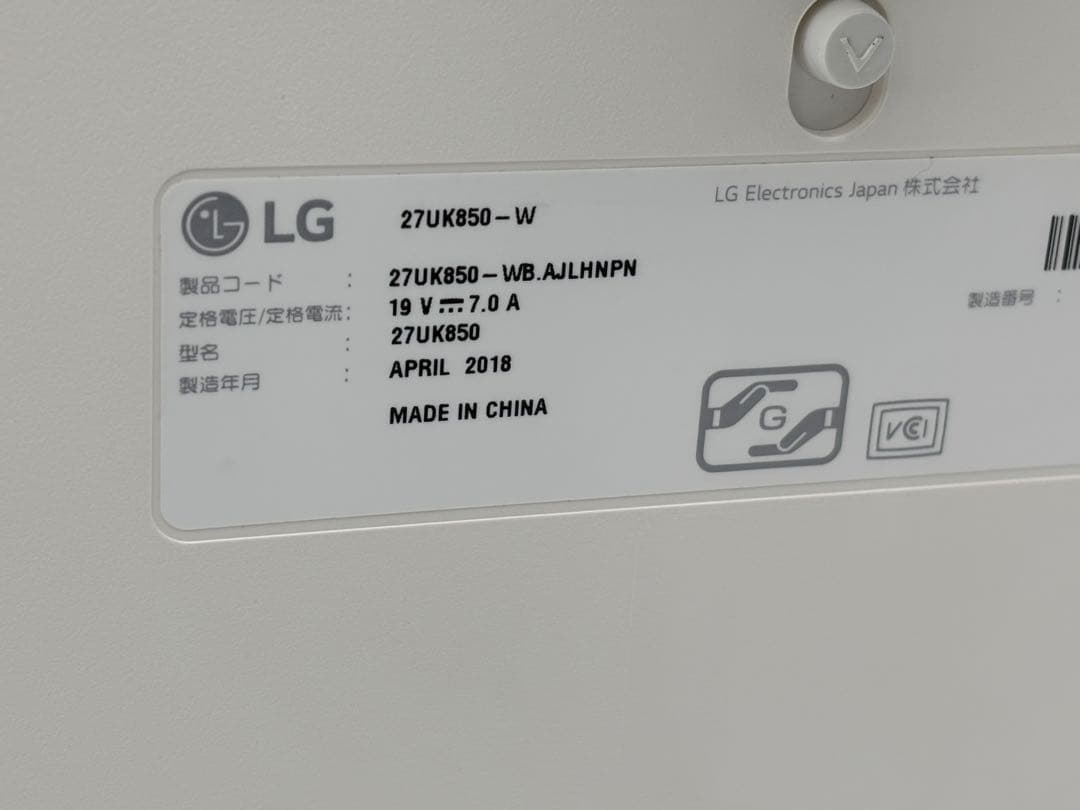 LG
27UK850-W
LG Electronics Japan 株式会社
製品コード : 27UK850-WB.AJLHNPN
定格電圧/定格電流: 19 V⎓7.0 A
型名 : 27UK850
製造年月 : APRIL 2018
MADE IN CHINA
製造番号 :
G
VCCI